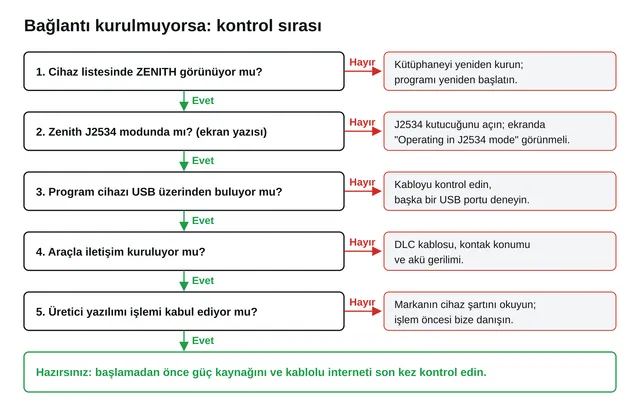 Bağlantı kurulmuyorsa: kontrol sırası
1. Cihaz listesinde ZENITH görünüyor mu?
Hayır
Kütüphaneyi yeniden kurun;
programı yeniden başlatın.
Evet
2. Zenith J2534 modunda mı? (ekran yazısı)
Hayır
J2534 kutucuğunu açın; ekranda
"Operating in J2534 mode" görünmeli.
Evet
3. Program cihazı USB üzerinden buluyor mu?
Hayır
Kabloyu kontrol edin,
başka bir USB portu deneyin.
Evet
4. Araçla iletişim kuruluyor mu?
Hayır
DLC kablosu, kontak konumu
ve akü gerilimi.
Evet
5. Üretici yazılımı işlemi kabul ediyor mu?
Hayır
Markanın cihaz şartını okuyun;
işlem öncesi bize danışın.
Evet
Hazırsınız: başlamadan önce güç kaynağını ve kablolu interneti son kez kontrol edin.